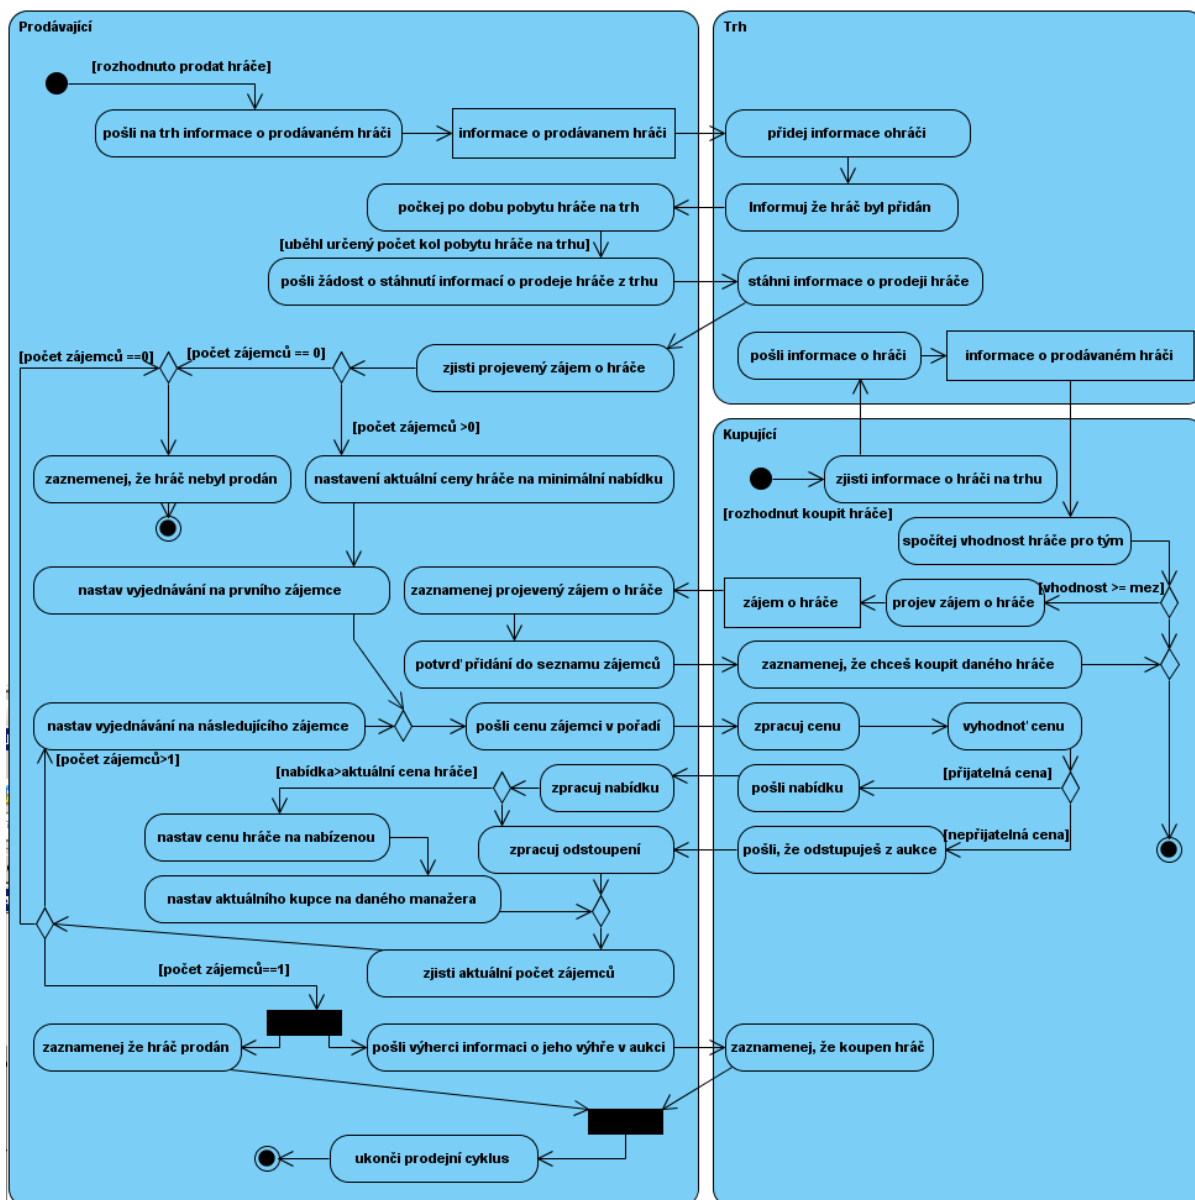 Prodávající
Trh
[rozhodnuto prodat hráče]
pošli na trh informace o prodávaném hráči
informace o prodávanem hráči
přidej informace ohráči
počkej po dobu pobytu hráče na trh
Informuj že hráč byl přidán
[uběhl určený počet kol pobytu hráče na trhu]
pošli žádost o stáhnutí informací o prodeje hráče z trhu
stáhni informace o prodeji hráče
[počet zájemců ==0]
[počet zájemců == 0]
zjisti projevený zájem o hráče
pošli informace o hráči
informace o prodávaném hráči
[počet zájemců >0]
Kupující
zaznemenej, že hráč nebyl prodán
nastavení aktuální ceny hráče na minimální nabídku
zjisti informace o hráči na trhu
[rozhodnut koupit hráče]
spočítej vhodnost hráče pro tým
nastav vyjednávání na prvního zájemce
zaznamenej projevený zájem o hráče
zájem o hráče
projev zájem o hráče
[vhodnost >= mez]
potvrď přidání do seznamu zájemců
zaznamenej, že chceš koupit daného hráče
nastav vyjednávání na následujícího zájemce
pošli cenu zájemci v pořadí
zpracuj cenu
vyhodnoť cenu
[počet zájemců>1]
[nabídka>aktuální cena hráče]
zpracuj nabídku
pošli nabídku
[přijatelná cena]
nastav cenu hráče na nabízenou
zpracuj odstoupení
pošli, že odstupuješ z aukce
[nepřijatelná cena]
nastav aktuálního kupce na daného manažera
[počet zájemců==1]
zjisti aktuální počet zájemců
zaznamenej že hráč prodán
pošli výherci informaci o jeho výhře v aukci
zaznamenej, že koupen hráč
ukonči prodejní cyklus